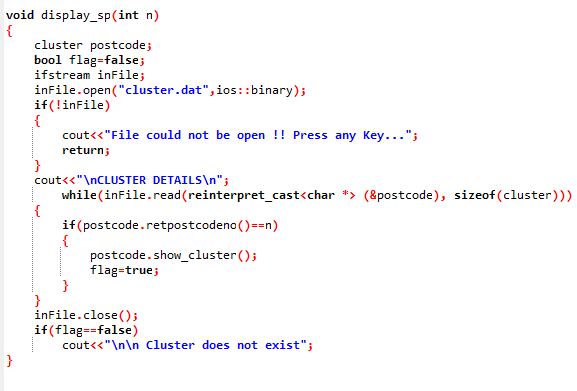 void display_sp(int n)
{
    cluster postcode;
    bool flag=false;
    ifstream inFile;
    inFile.open("cluster.dat",ios::binary);
    if(!inFile)
    {
        cout<<"File could not be open !! Press any Key...";
        return;
    }
    cout<<"\nCLUSTER DETAILS\n";
        while(inFile.read(reinterpret_cast<char *> (&postcode), sizeof(cluster)))
    {
        if(postcode.retpostcodeno()==n)
        {
            postcode.show_cluster();
            flag=true;
        }
    }
    inFile.close();
    if(flag==false)
        cout<<"\n\n Cluster does not exist";
}